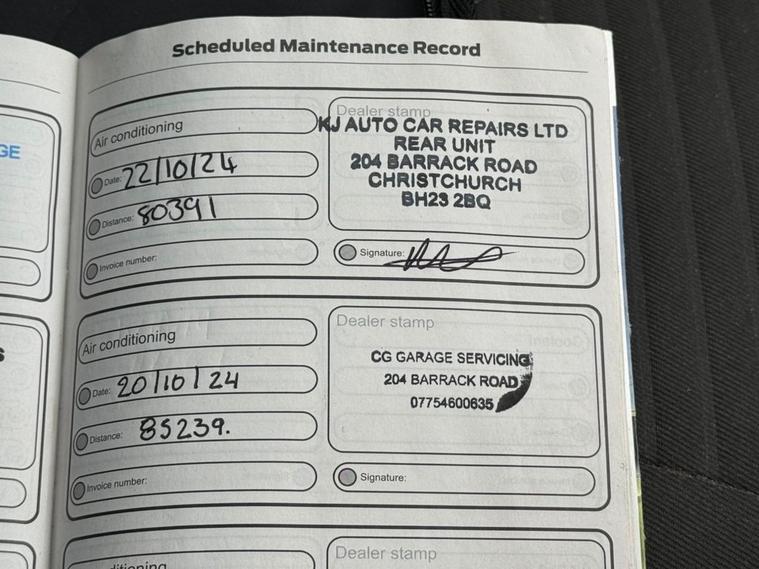 Scheduled Maintenance Record
GE
Air conditioning
Date: 22/10/24
Distance: 80391
Invoice number:
Dealer stamp
KJ AUTO CAR REPAIRS LTD
REAR UNIT
204 BARRACK ROAD
CHRISTCHURCH
BH23 2BQ
Signature:
S
Air conditioning
Date: 20/10/24
Distance: 85239.
Invoice number:
Dealer stamp
CG GARAGE SERVICING
204 BARRACK ROAD
07754600635
Signature:
ditioning
Dealer stamp